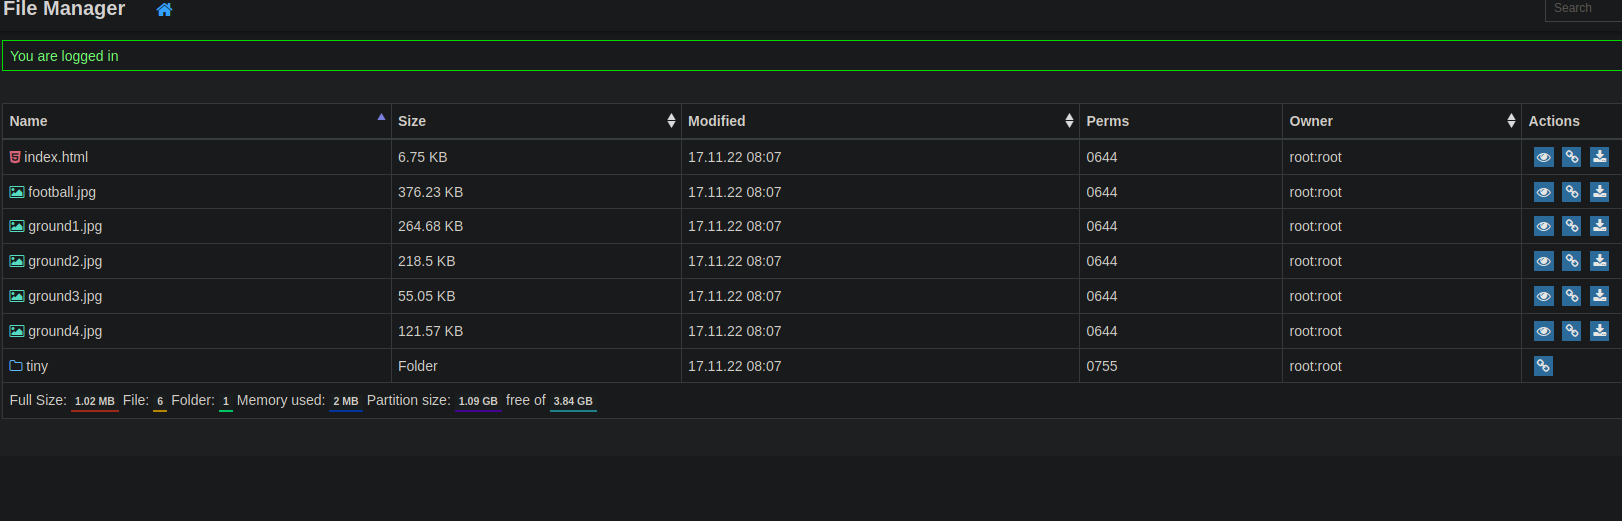 File Manager Search
You are logged in
Name Size Modified Perms Owner Actions
index.html 6.75 KB 17.11.22 08:07 0644 root:root
football.jpg 376.23 KB 17.11.22 08:07 0644 root:root
ground1.jpg 264.68 KB 17.11.22 08:07 0644 root:root
ground2.jpg 218.5 KB 17.11.22 08:07 0644 root:root
ground3.jpg 55.05 KB 17.11.22 08:07 0644 root:root
ground4.jpg 121.57 KB 17.11.22 08:07 0644 root:root
tiny Folder 17.11.22 08:07 0755 root:root
Full Size: 1.02 MB File: 6 Folder: 1 Memory used: 2 MB Partition size: 1.09 GB free of 3.84 GB